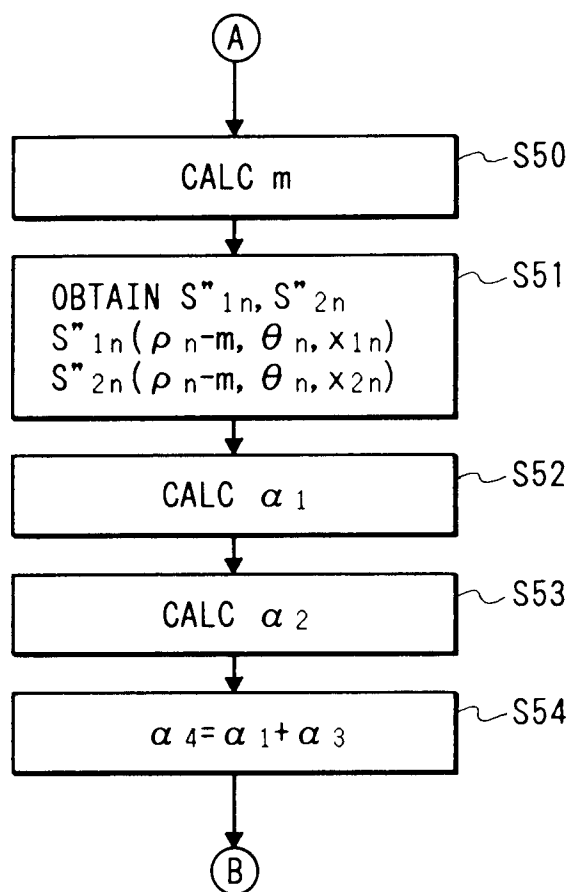 A
CALC m
S50
OBTAIN S"1n, S"2n
S"1n(ρn-m, θn, x1n)
S"2n(ρn-m, θn, x2n)
S51
CALC α1
S52
CALC α2
S53
α4=α1+α3
S54
B